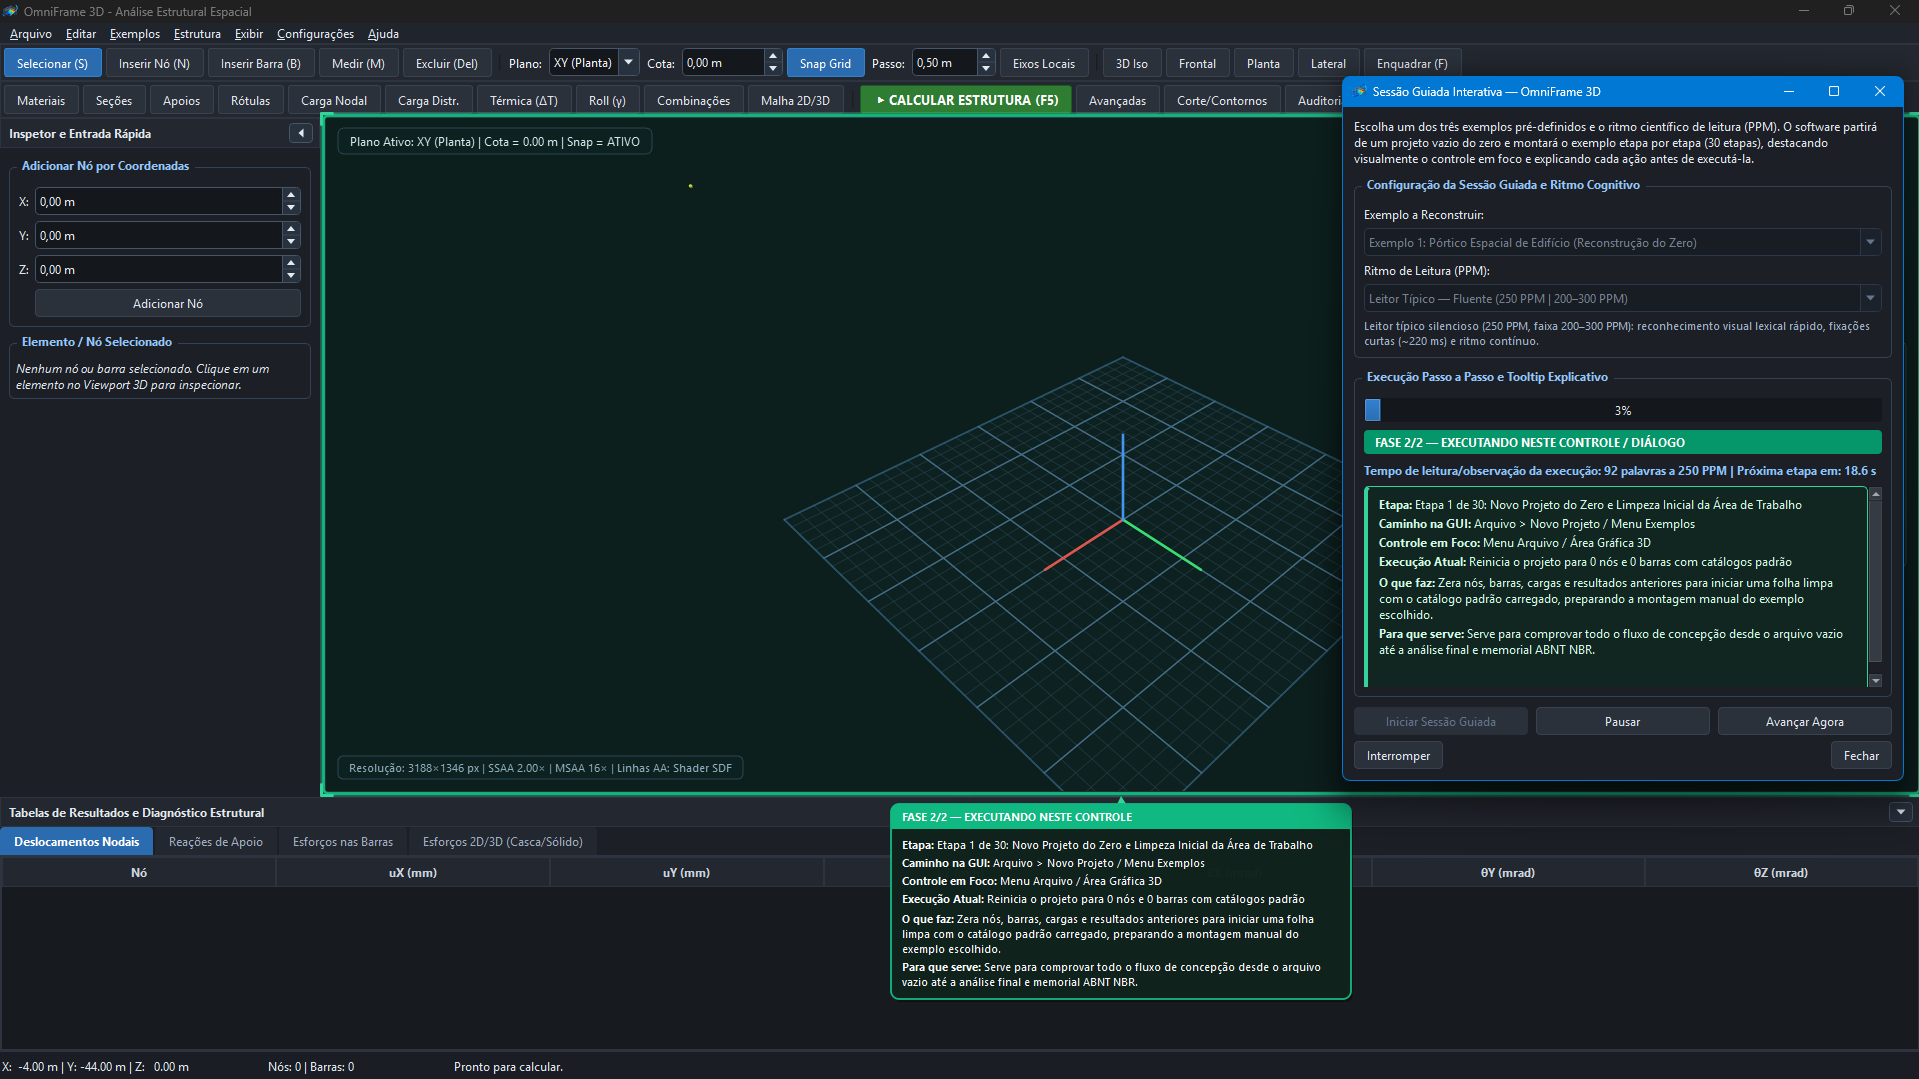 OmniFrame 3D - Análise Estrutural Espacial
Arquivo Editar Exemplos Estrutura Exibir Configurações Ajuda
Selecionar (S) Inserir Nó (N) Inserir Barra (B) Medir (M) Excluir (Del) Plano: XY (Planta) Cota: 0,00 m Snap Grid Passo: 0,50 m Eixos Locais 3D Iso Frontal Planta Lateral Enquadrar (F)
Materiais Seções Apoios Rótulas Carga Nodal Carga Distr. Térmica (ΔT) Roll (γ) Combinações Malha 2D/3D CALCULAR ESTRUTURA (F5) Avançadas Corte/Contornos
Inspetor e Entrada Rápida
Adicionar Nó por Coordenadas
X: 0,00 m
Y: 0,00 m
Z: 0,00 m
Adicionar Nó
Elemento / Nó Selecionado
Nenhum nó ou barra selecionado. Clique em um
elemento no Viewport 3D para inspecionar.
Plano Ativo: XY (Planta) | Cota = 0.00 m | Snap = ATIVO
Resolução: 3188×1346 px | SSAA 2.00× | MSAA 16× | Linhas AA: Shader SDF
Sessão Guiada Interativa — OmniFrame 3D
Escolha um dos três exemplos pré-definidos e o ritmo científico de leitura (PPM). O software partirá
de um projeto vazio do zero e montará o exemplo etapa por etapa (30 etapas), destacando
visualmente o controle em foco e explicando cada ação antes de executá-la.
Configuração da Sessão Guiada e Ritmo Cognitivo
Exemplo a Reconstruir:
Exemplo 1: Pórtico Espacial de Edifício (Reconstrução do Zero)
Ritmo de Leitura (PPM):
Leitor Típico — Fluente (250 PPM | 200–300 PPM)
Leitor típico silencioso (250 PPM, faixa 200–300 PPM): reconhecimento visual lexical rápido, fixações
curtas (~220 ms) e ritmo contínuo.
Execução Passo a Passo e Tooltip Explicativo
3%
FASE 2/2 — EXECUTANDO NESTE CONTROLE / DIÁLOGO
Tempo de leitura/observação da execução: 92 palavras a 250 PPM | Próxima etapa em: 18.6 s
Etapa: Etapa 1 de 30: Novo Projeto do Zero e Limpeza Inicial da Área de Trabalho
Caminho na GUI: Arquivo > Novo Projeto / Menu Exemplos
Controle em Foco: Menu Arquivo / Área Gráfica 3D
Execução Atual: Reinicia o projeto para 0 nós e 0 barras com catálogos padrão
O que faz: Zera nós, barras, cargas e resultados anteriores para iniciar uma folha limpa
com o catálogo padrão carregado, preparando a montagem manual do exemplo
escolhido.
Para que serve: Serve para comprovar todo o fluxo de concepção desde o arquivo vazio
até a análise final e memorial ABNT NBR.
Iniciar Sessão Guiada Pausar Avançar Agora
Interromper Fechar
Tabelas de Resultados e Diagnóstico Estrutural
Deslocamentos Nodais Reações de Apoio Esforços nas Barras Esforços 2D/3D (Casca/Sólido)
Nó uX (mm) uY (mm) θY (mrad) θZ (mrad)
FASE 2/2 — EXECUTANDO NESTE CONTROLE
Etapa: Etapa 1 de 30: Novo Projeto do Zero e Limpeza Inicial da Área de Trabalho
Caminho na GUI: Arquivo > Novo Projeto / Menu Exemplos
Controle em Foco: Menu Arquivo / Área Gráfica 3D
Execução Atual: Reinicia o projeto para 0 nós e 0 barras com catálogos padrão
O que faz: Zera nós, barras, cargas e resultados anteriores para iniciar uma folha
limpa com o catálogo padrão carregado, preparando a montagem manual do
exemplo escolhido.
Para que serve: Serve para comprovar todo o fluxo de concepção desde o arquivo
vazio até a análise final e memorial ABNT NBR.
X: -4.00 m | Y: -44.00 m | Z: 0.00 m Nós: 0 | Barras: 0 Pronto para calcular.